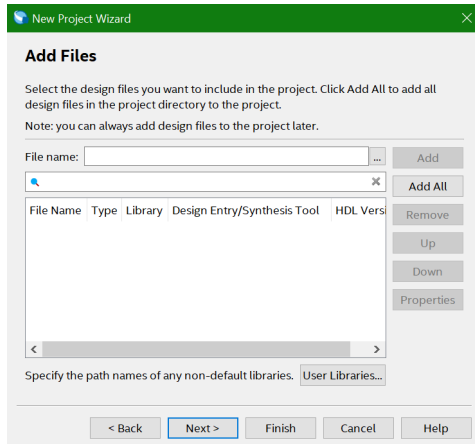 New Project Wizard
Add Files
Select the design files you want to include in the project. Click Add All to add all
design files in the project directory to the project.
Note: you can always add design files to the project later.
File name: ... Add
Add All
File Name Type Library Design Entry/Synthesis Tool HDL Versi
Remove
Up
Down
Properties
Specify the path names of any non-default libraries. User Libraries...
< Back Next > Finish Cancel Help